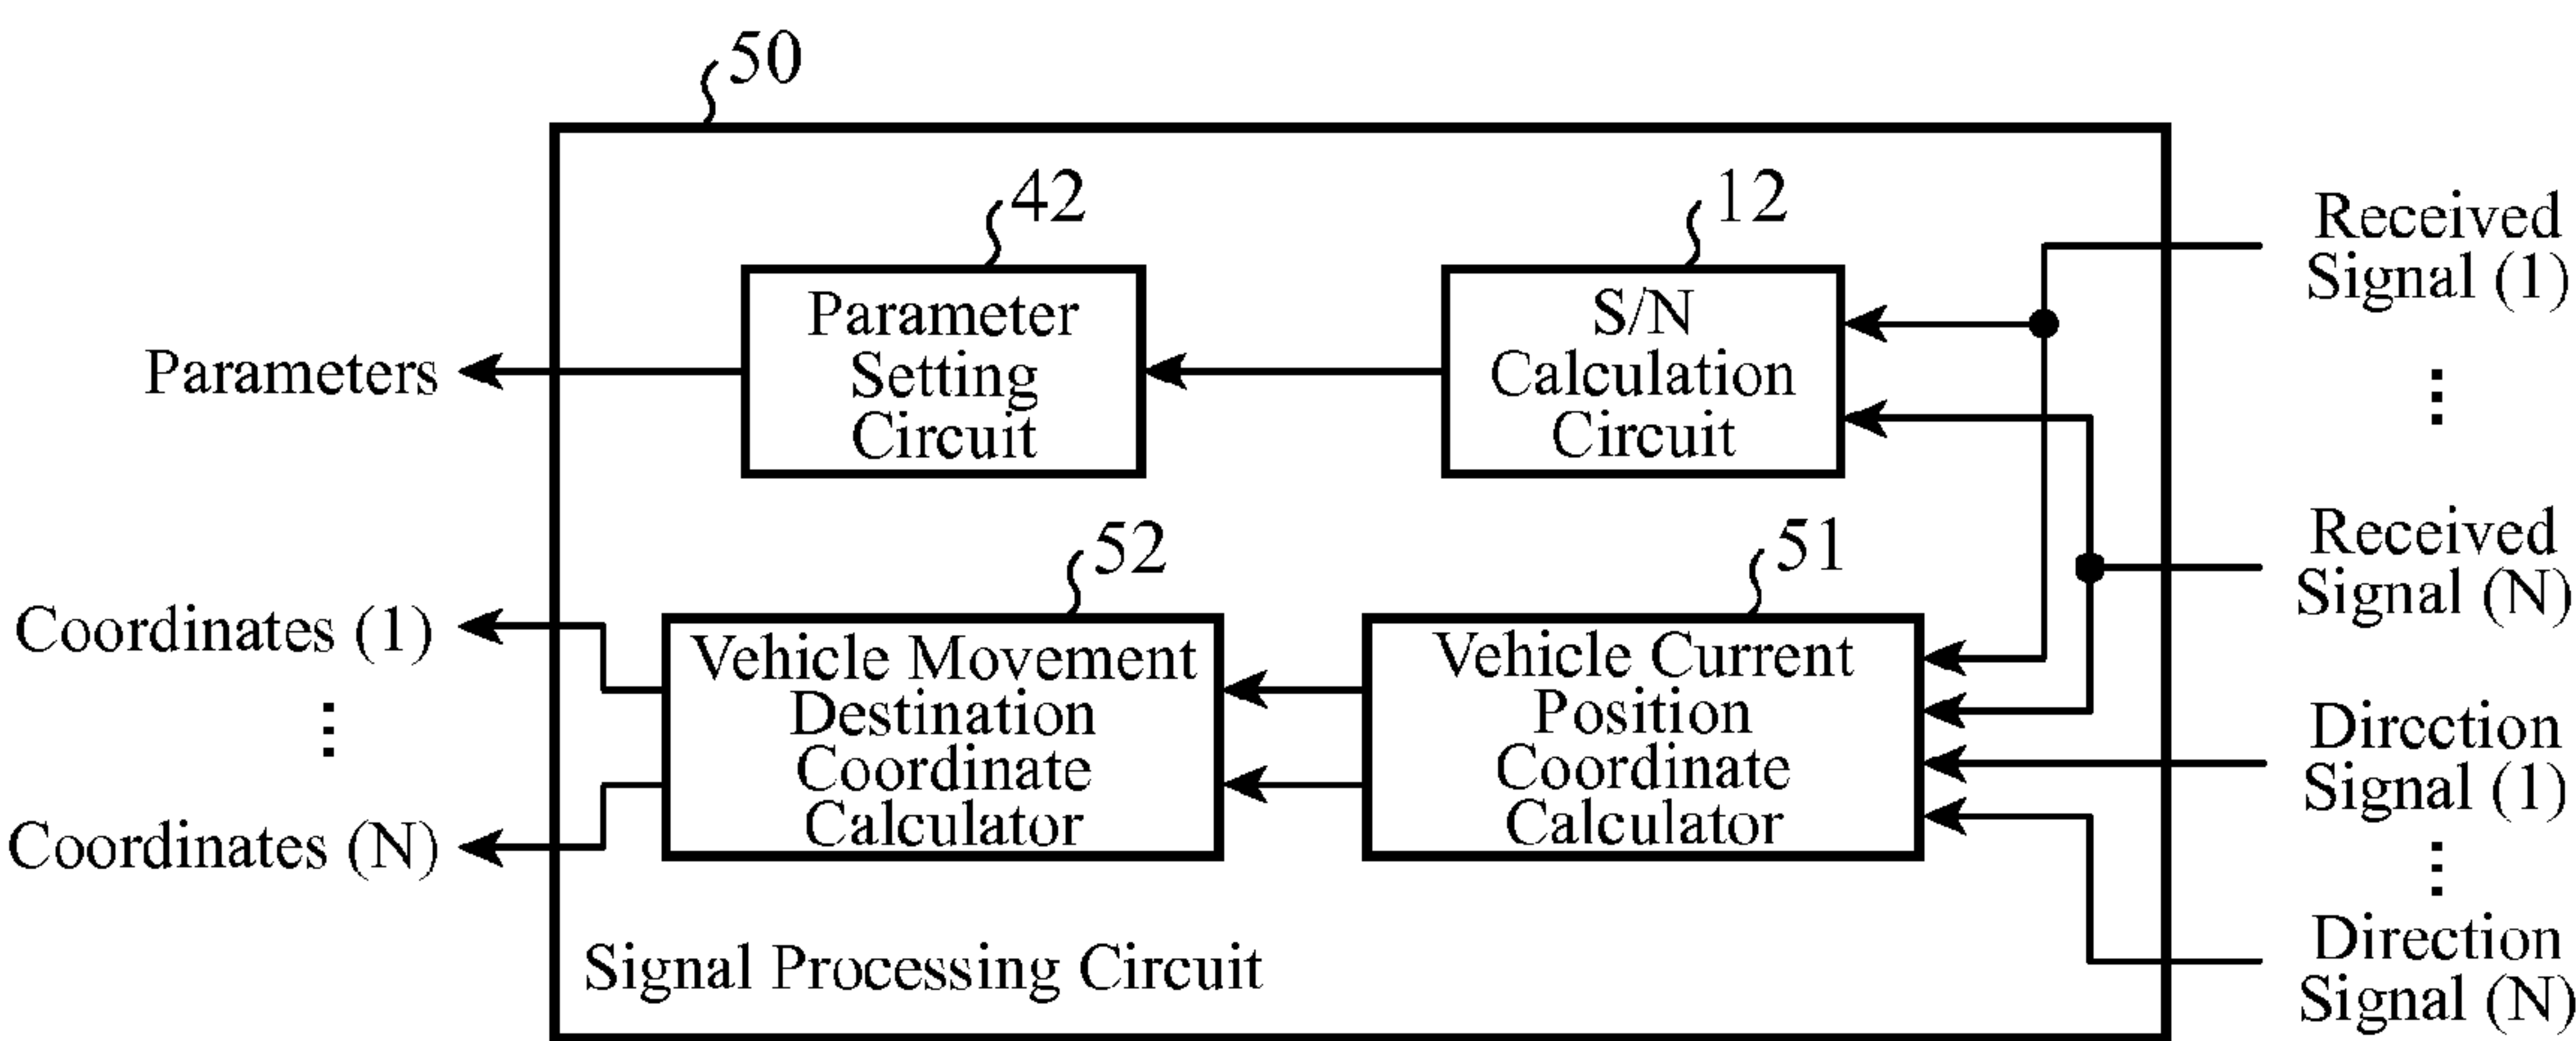 50
42
12
Received
Signal (1)
Parameter
Setting
Circuit
S/N
Calculation
Circuit
Parameters
⋮
52
51
Received
Signal (N)
Coordinates (1)
Vehicle Movement
Destination
Coordinate
Calculator
Vehicle Current
Position
Coordinate
Calculator
⋮
Direction
Signal (1)
Coordinates (N)
⋮
Signal Processing Circuit
Direction
Signal (N)